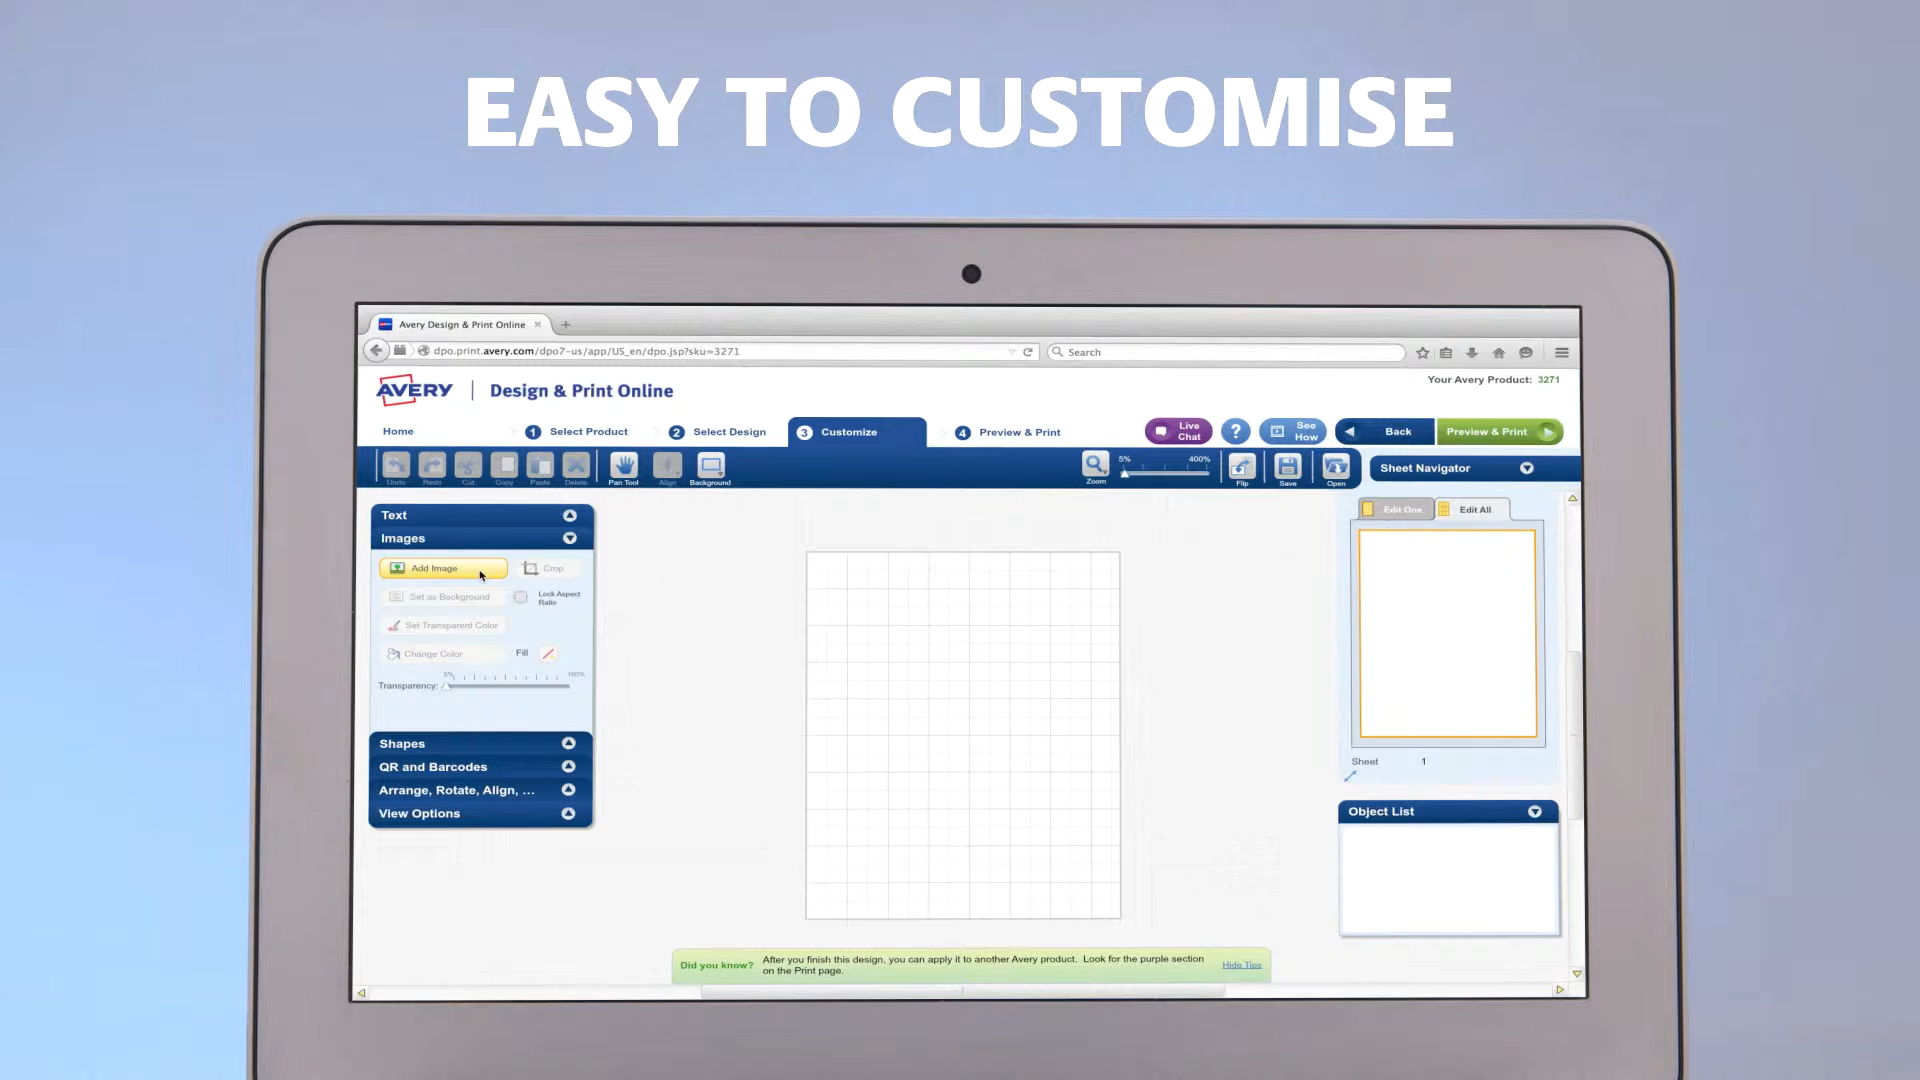 EASY TO CUSTOMISE
Avery Design & Print Online
dpo.print.avery.com/dpo7-us/app/US_en/dpo.jsp?sku=3271
Search
AVERY
Design & Print Online
Your Avery Product: 3271
Home
1 Select Product
2 Select Design
3 Customize
4 Preview & Print
Live Chat
?
See How
Back
Preview & Print
Undo
Redo
Cut
Copy
Paste
Delete
Pan Tool
Align
Background
Zoom
5%
400%
Flip
Save
Open
Sheet Navigator
Text
Images
Add Image
Crop
Set as Background
Lock Aspect
Ratio
Set Transparent Color
Change Color
Fill
5%
100%
Transparency:
Shapes
QR and Barcodes
Arrange, Rotate, Align, ...
View Options
Edit One
Edit All
Sheet 1
Object List
Did you know?
After you finish this design, you can apply it to another Avery product. Look for the purple section
on the Print page.
Hide Tips